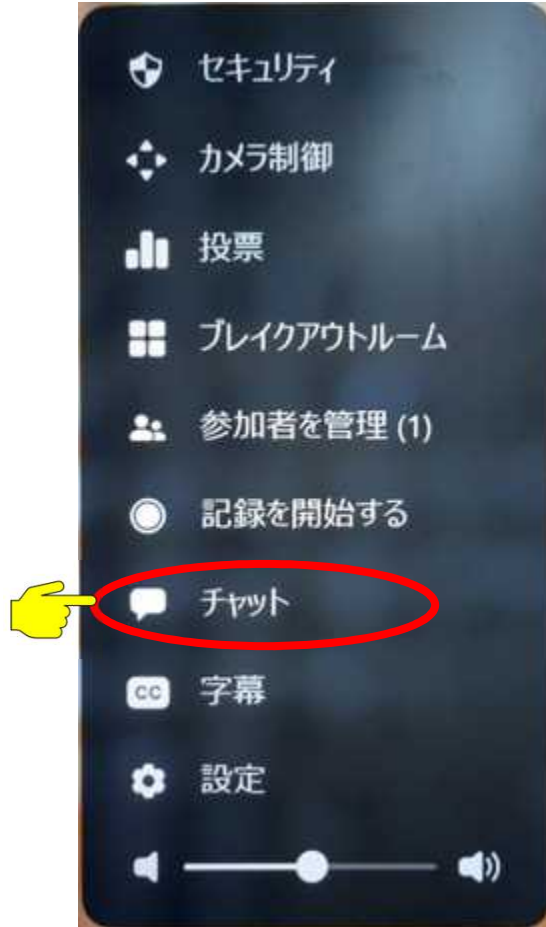 セキュリティ
カメラ制御
投票
ブレイクアウトルーム
参加者を管理 (1)
記録を開始する
チャット
CC 字幕
設定